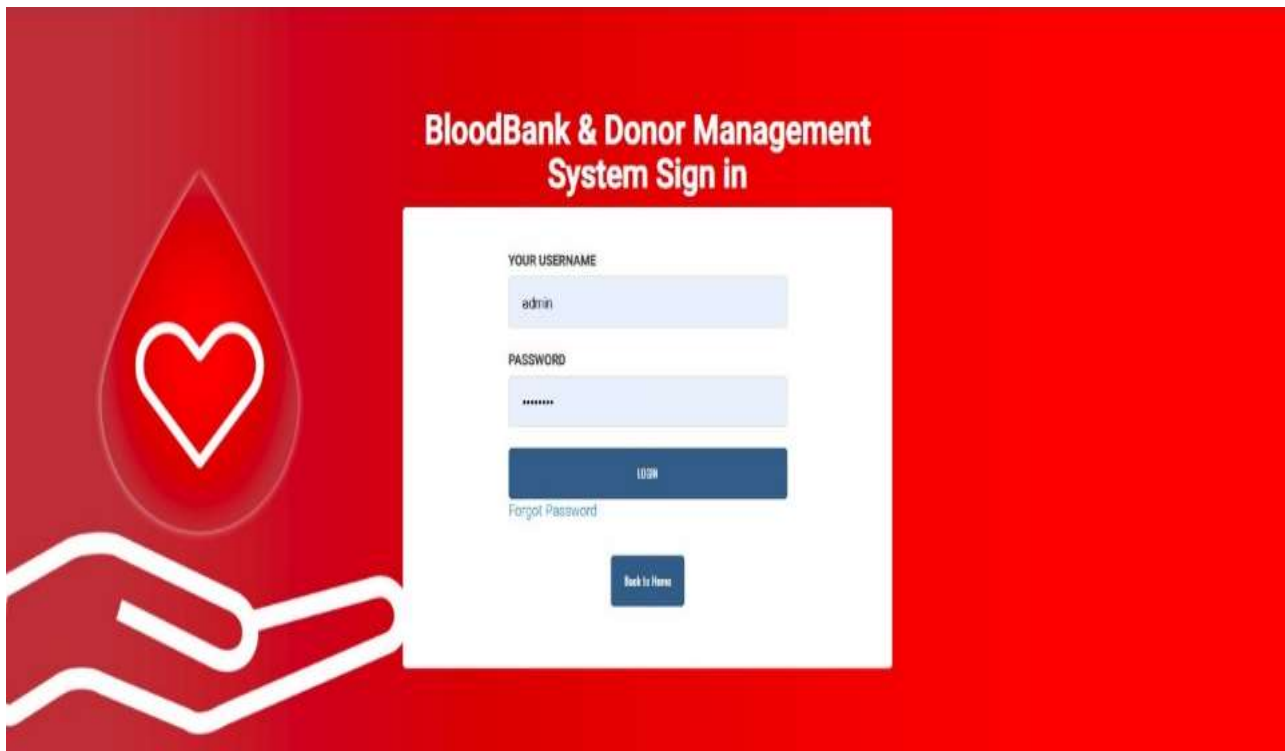 BloodBank & Donor Management
System Sign in
YOUR USERNAME
admin
PASSWORD
••••••••
LOGIN
Forgot Password
Back to Home